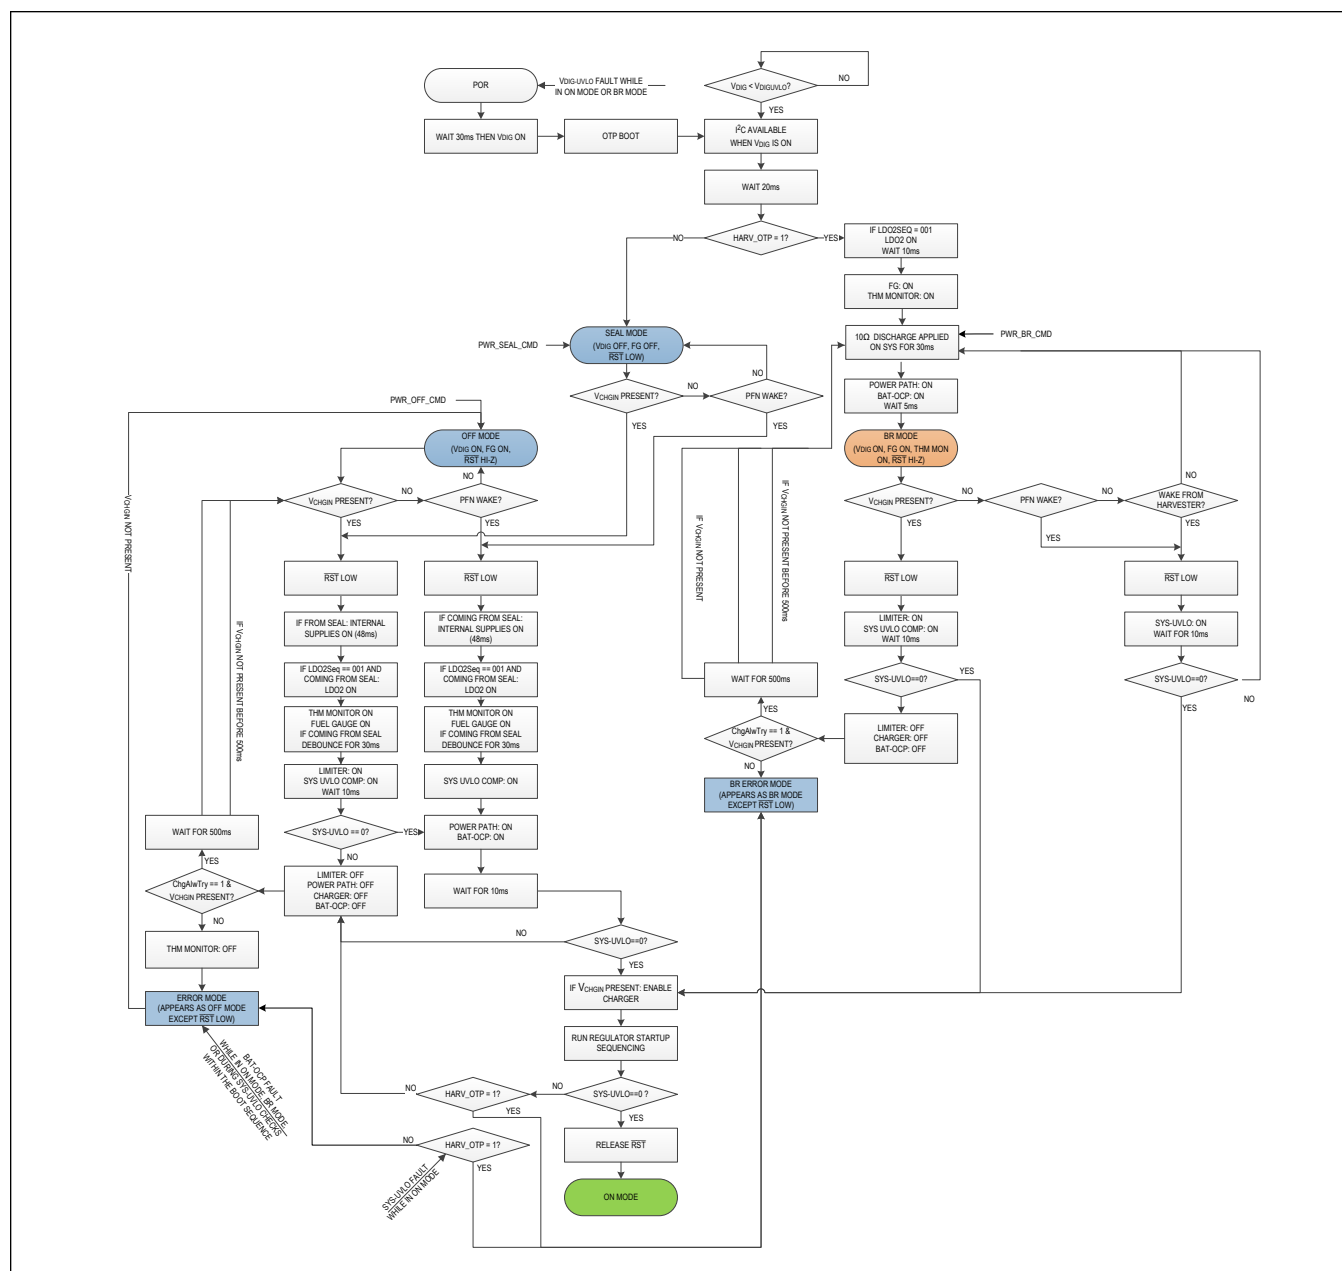 POR
VDIG-UVLO FAULT WHILE
IN ON MODE OR BR MODE
VDIG < VDIGUVLO?
NO
YES
WAIT 30ms THEN VDIG ON
OTP BOOT
I²C AVAILABLE
WHEN VDIG IS ON
WAIT 20ms
NO
HARV_OTP = 1?
YES
IF LDO2SEQ = 001
LDO2 ON
WAIT 10ms
FG: ON
THM MONITOR: ON
PWR_SEAL_CMD
SEAL MODE
(VDIG OFF, FG OFF,
RST LOW)
10Ω DISCHARGE APPLIED
ON SYS FOR 30ms
PWR_BR_CMD
NO
VCHGIN PRESENT?
NO
PFN WAKE?
YES
YES
POWER PATH: ON
BAT-OCP: ON
WAIT 5ms
PWR_OFF_CMD
OFF MODE
(VDIG ON, FG ON,
RST HI-Z)
BR MODE
(VDIG ON, FG ON, THM MON
ON, RST HI-Z)
NO
NO
VCHGIN PRESENT?
NO
PFN WAKE?
YES
YES
VCHGIN PRESENT?
NO
PFN WAKE?
NO
WAKE FROM
HARVESTER?
YES
YES
YES
VCHGIN NOT PRESENT
IF VCHGIN NOT PRESENT BEFORE 500ms
IF VCHGIN NOT PRESENT
IF VCHGIN NOT PRESENT BEFORE 500ms
RST LOW
RST LOW
RST LOW
RST LOW
IF FROM SEAL: INTERNAL
SUPPLIES ON (48ms)
IF COMING FROM SEAL:
INTERNAL SUPPLIES ON
(48ms)
LIMITER: ON
SYS UVLO COMP: ON
WAIT 10ms
SYS-UVLO: ON
WAIT FOR 10ms
IF LDO2Seq == 001 AND
COMING FROM SEAL:
LDO2 ON
IF LDO2Seq == 001 AND
COMING FROM SEAL:
LDO2 ON
WAIT FOR 500ms
SYS-UVLO==0?
YES
SYS-UVLO==0?
NO
YES
THM MONITOR ON
FUEL GAUGE ON
IF COMING FROM SEAL
DEBOUNCE FOR 30ms
THM MONITOR ON
FUEL GAUGE ON
IF COMING FROM SEAL
DEBOUNCE FOR 30ms
YES
ChgAlwTry == 1 &
VCHGIN PRESENT?
NO
NO
LIMITER: OFF
CHARGER: OFF
BAT-OCP: OFF
LIMITER: ON
SYS UVLO COMP: ON
WAIT 10ms
SYS UVLO COMP: ON
BR ERROR MODE
(APPEARS AS BR MODE
EXCEPT RST LOW)
WAIT FOR 500ms
SYS-UVLO == 0?
YES
POWER PATH: ON
BAT-OCP: ON
YES
NO
ChgAlwTry == 1 &
VCHGIN PRESENT?
LIMITER: OFF
POWER PATH: OFF
CHARGER: OFF
BAT-OCP: OFF
WAIT FOR 10ms
NO
THM MONITOR: OFF
NO
SYS-UVLO==0?
YES
ERROR MODE
(APPEARS AS OFF MODE
EXCEPT RST LOW)
IF VCHGIN PRESENT: ENABLE
CHARGER
RUN REGULATOR STARTUP
SEQUENCING
BAT-OCP FAULT
WHILE IN ON MODE, BR MODE,
OR DURING SYS-UVLO CHECKS
WITHIN THE BOOT SEQUENCE
NO
HARV_OTP = 1?
NO
SYS-UVLO==0 ?
YES
YES
NO
HARV_OTP = 1?
YES
RELEASE RST
SYS-UVLO FAULT
WHILE IN ON MODE
ON MODE